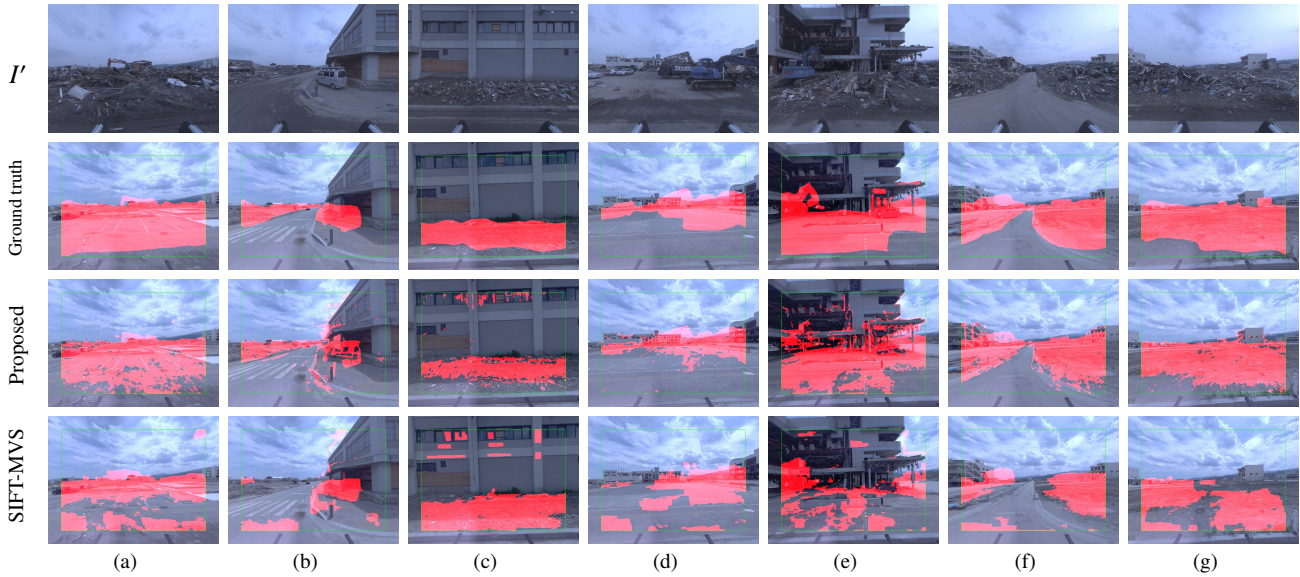 I′
Ground truth
Proposed
SIFT-MVS
(a) (b) (c) (d) (e) (f) (g)